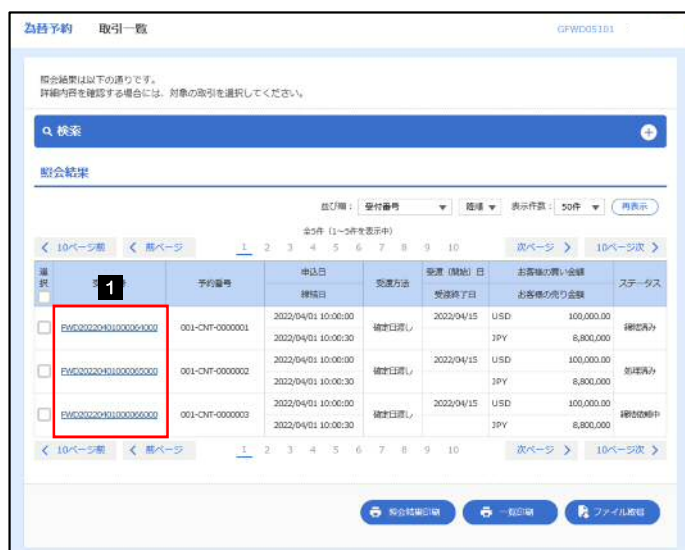 為替予約 取引一覧 GFWD05101
照会結果は以下の通りです。
詳細内容を確認する場合には、対象の取引を選択してください。
検索
照会結果
並び順： 受付番号 降順 表示件数： 50件 再表示
全5件（1～5件を表示中）
10ページ前 前ページ 1 2 3 4 5 6 7 8 9 10 次ページ 10ページ次
選択 1 予約番号 申込日 受渡方法 受渡（開始）日 お客様の買い金額 ステータス
締結日 受渡終了日 お客様の売り金額
FWD20220401000064000 001-CNT-0000001 2022/04/01 10:00:00 確定日渡し 2022/04/15 USD 100,000.00 締結済み
2022/04/01 10:00:30 JPY 8,800,000
FWD20220401000065000 001-CNT-0000002 2022/04/01 10:00:00 確定日渡し 2022/04/15 USD 100,000.00 処理済み
2022/04/01 10:00:30 JPY 8,800,000
FWD20220401000066000 001-CNT-0000003 2022/04/01 10:00:00 確定日渡し 2022/04/15 USD 100,000.00 締結依頼中
2022/04/01 10:00:30 JPY 8,800,000
10ページ前 前ページ 1 2 3 4 5 6 7 8 9 10 次ページ 10ページ次
照会結果印刷 一覧印刷 ファイル取得